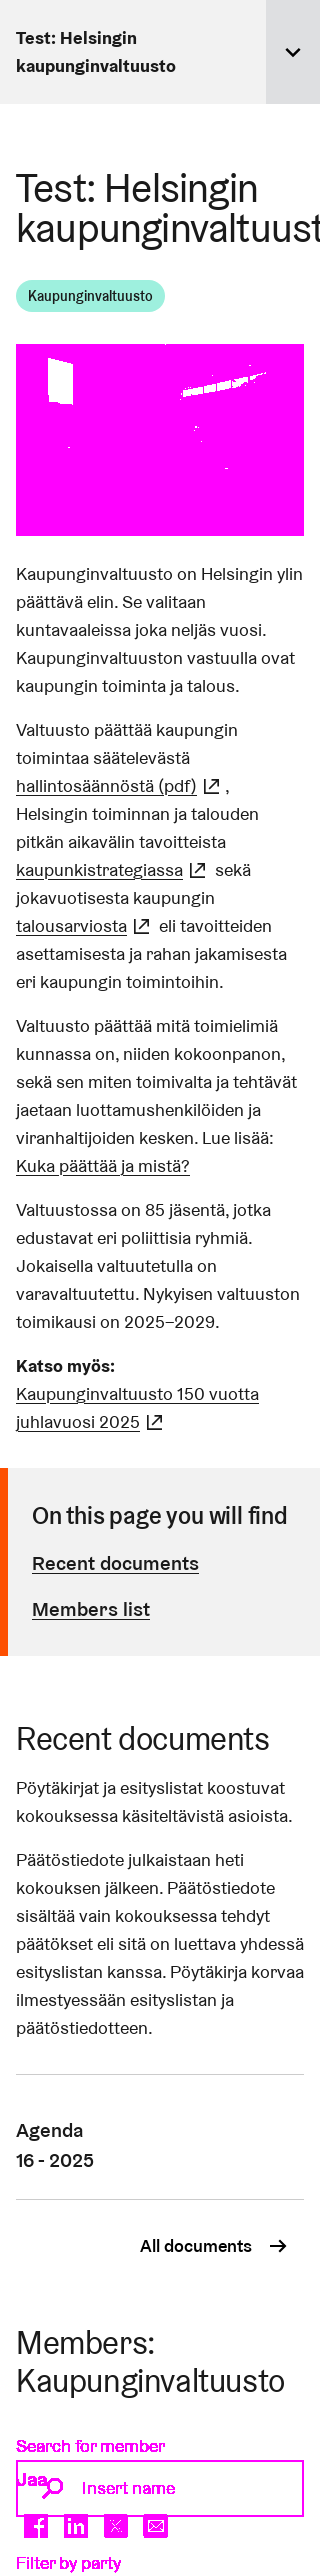 Test: Helsingin
kaupunginvaltuusto
Test: Helsingin
kaupunginvaltuust
Kaupunginvaltuusto
Kaupunginvaltuusto on Helsingin ylin
päättävä elin. Se valitaan
kuntavaaleissa joka neljäs vuosi.
Kaupunginvaltuuston vastuulla ovat
kaupungin toiminta ja talous.
Valtuusto päättää kaupungin
toimintaa säätelevästä
hallintosäännöstä (pdf) ,
Helsingin toiminnan ja talouden
pitkän aikavälin tavoitteista
kaupunkistrategiassa sekä
jokavuotisesta kaupungin
talousarviosta eli tavoitteiden
asettamisesta ja rahan jakamisesta
eri kaupungin toimintoihin.
Valtuusto päättää mitä toimielimiä
kunnassa on, niiden kokoonpanon,
sekä sen miten toimivalta ja tehtävät
jaetaan luottamushenkilöiden ja
viranhaltijoiden kesken. Lue lisää:
Kuka päättää ja mistä?
Valtuustossa on 85 jäsentä, jotka
edustavat eri poliittisia ryhmiä.
Jokaisella valtuutetulla on
varavaltuutettu. Nykyisen valtuuston
toimikausi on 2025–2029.
Katso myös:
Kaupunginvaltuusto 150 vuotta
juhlavuosi 2025
On this page you will find
Recent documents
Members list
Recent documents
Pöytäkirjat ja esityslistat koostuvat
kokouksessa käsiteltävistä asioista.
Päätöstiedote julkaistaan heti
kokouksen jälkeen. Päätöstiedote
sisältää vain kokouksessa tehdyt
päätökset eli sitä on luettava yhdessä
esityslistan kanssa. Pöytäkirja korvaa
ilmestyessään esityslistan ja
päätöstiedotteen.
Agenda
16 - 2025
All documents
Members:
Kaupunginvaltuusto
Search for member
Jaa
Insert name
Filter by party